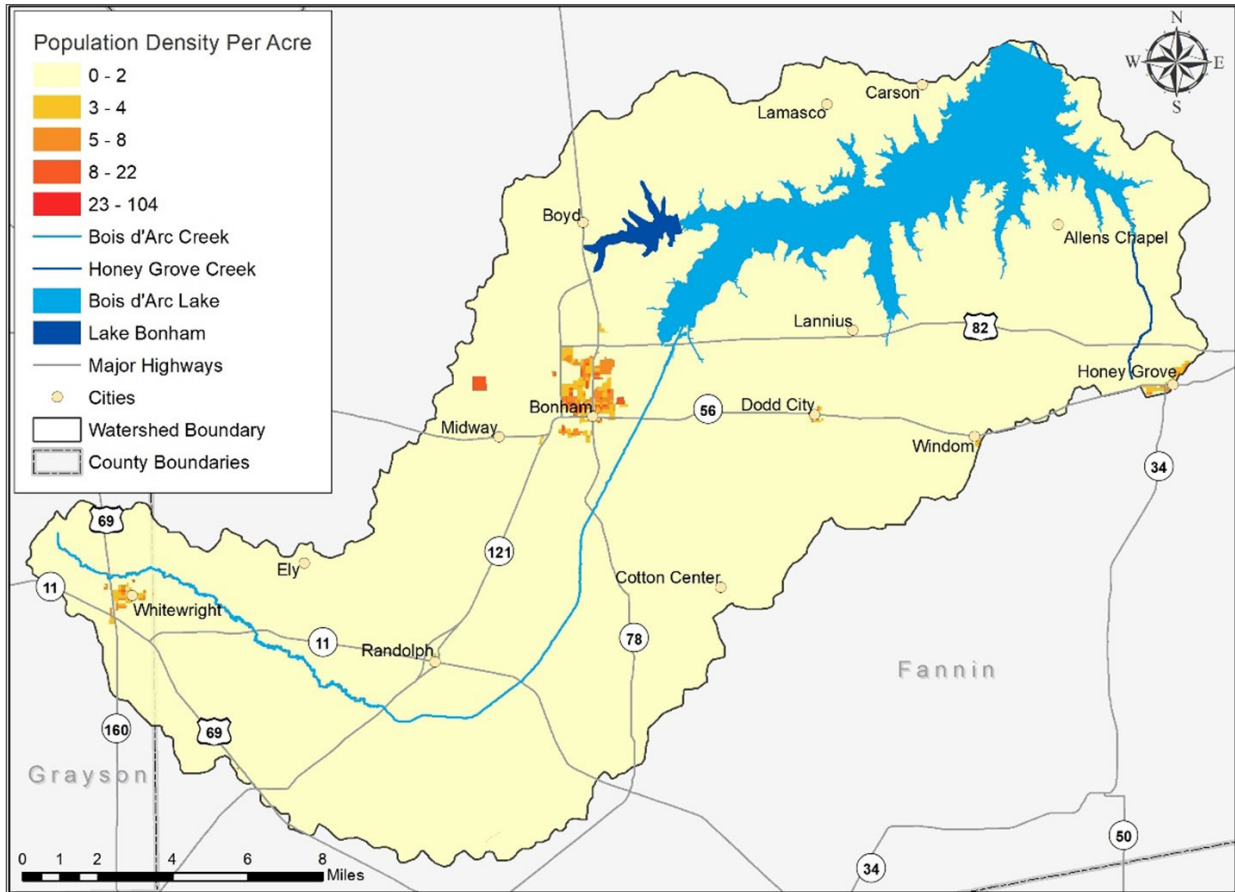 Population Density Per Acre
0 - 2
3 - 4
5 - 8
8 - 22
23 - 104
Bois d'Arc Creek
Honey Grove Creek
Bois d'Arc Lake
Lake Bonham
Major Highways
Cities
Watershed Boundary
County Boundaries
N
W
E
S
Carson
Lamasco
Boyd
Allens Chapel
Lannius
82
Honey Grove
Bonham
56
Dodd City
Midway
Windom
34
69
121
Ely
Cotton Center
11
Whitewright
11
Randolph
78
Fannin
160
69
Grayson
50
34
0
1
2
4
6
8
Miles